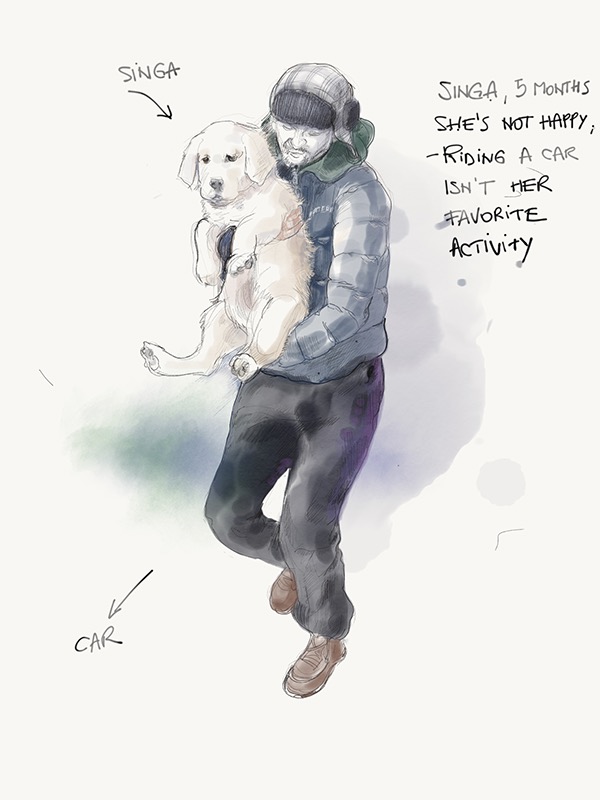 SINGA
SINGA, 5 MONTHS
SHE'S NOT HAPPY,
- RIDING A CAR
ISN'T HER
FAVORITE
ACTIVITY
CAR